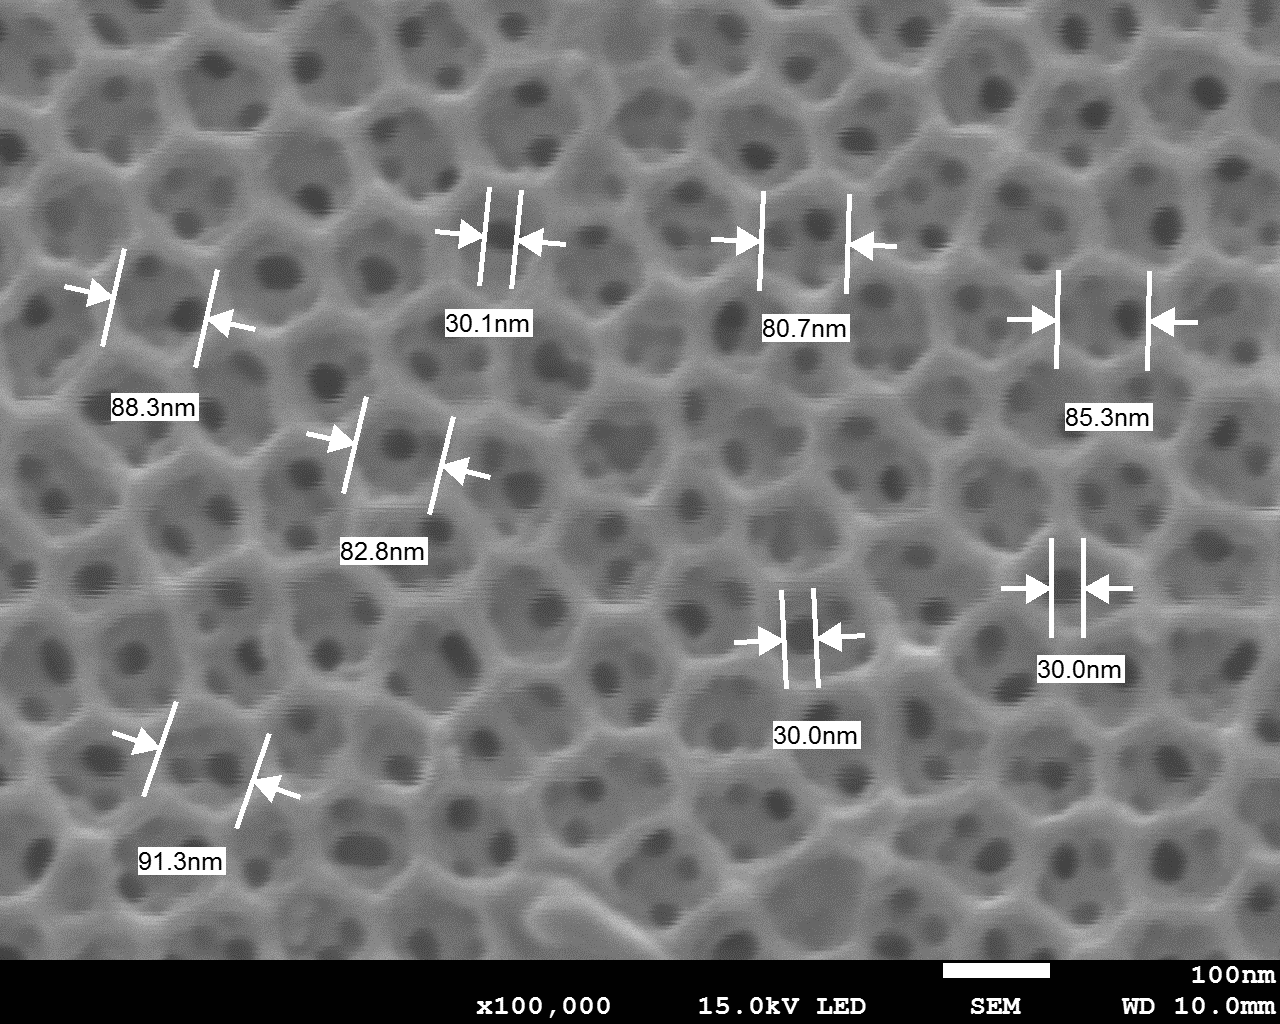 30.1nm
80.7nm
88.3nm
85.3nm
82.8nm
30.0nm
30.0nm
91.3nm
100nm
x100,000 15.0kV LED SEM WD 10.0mm